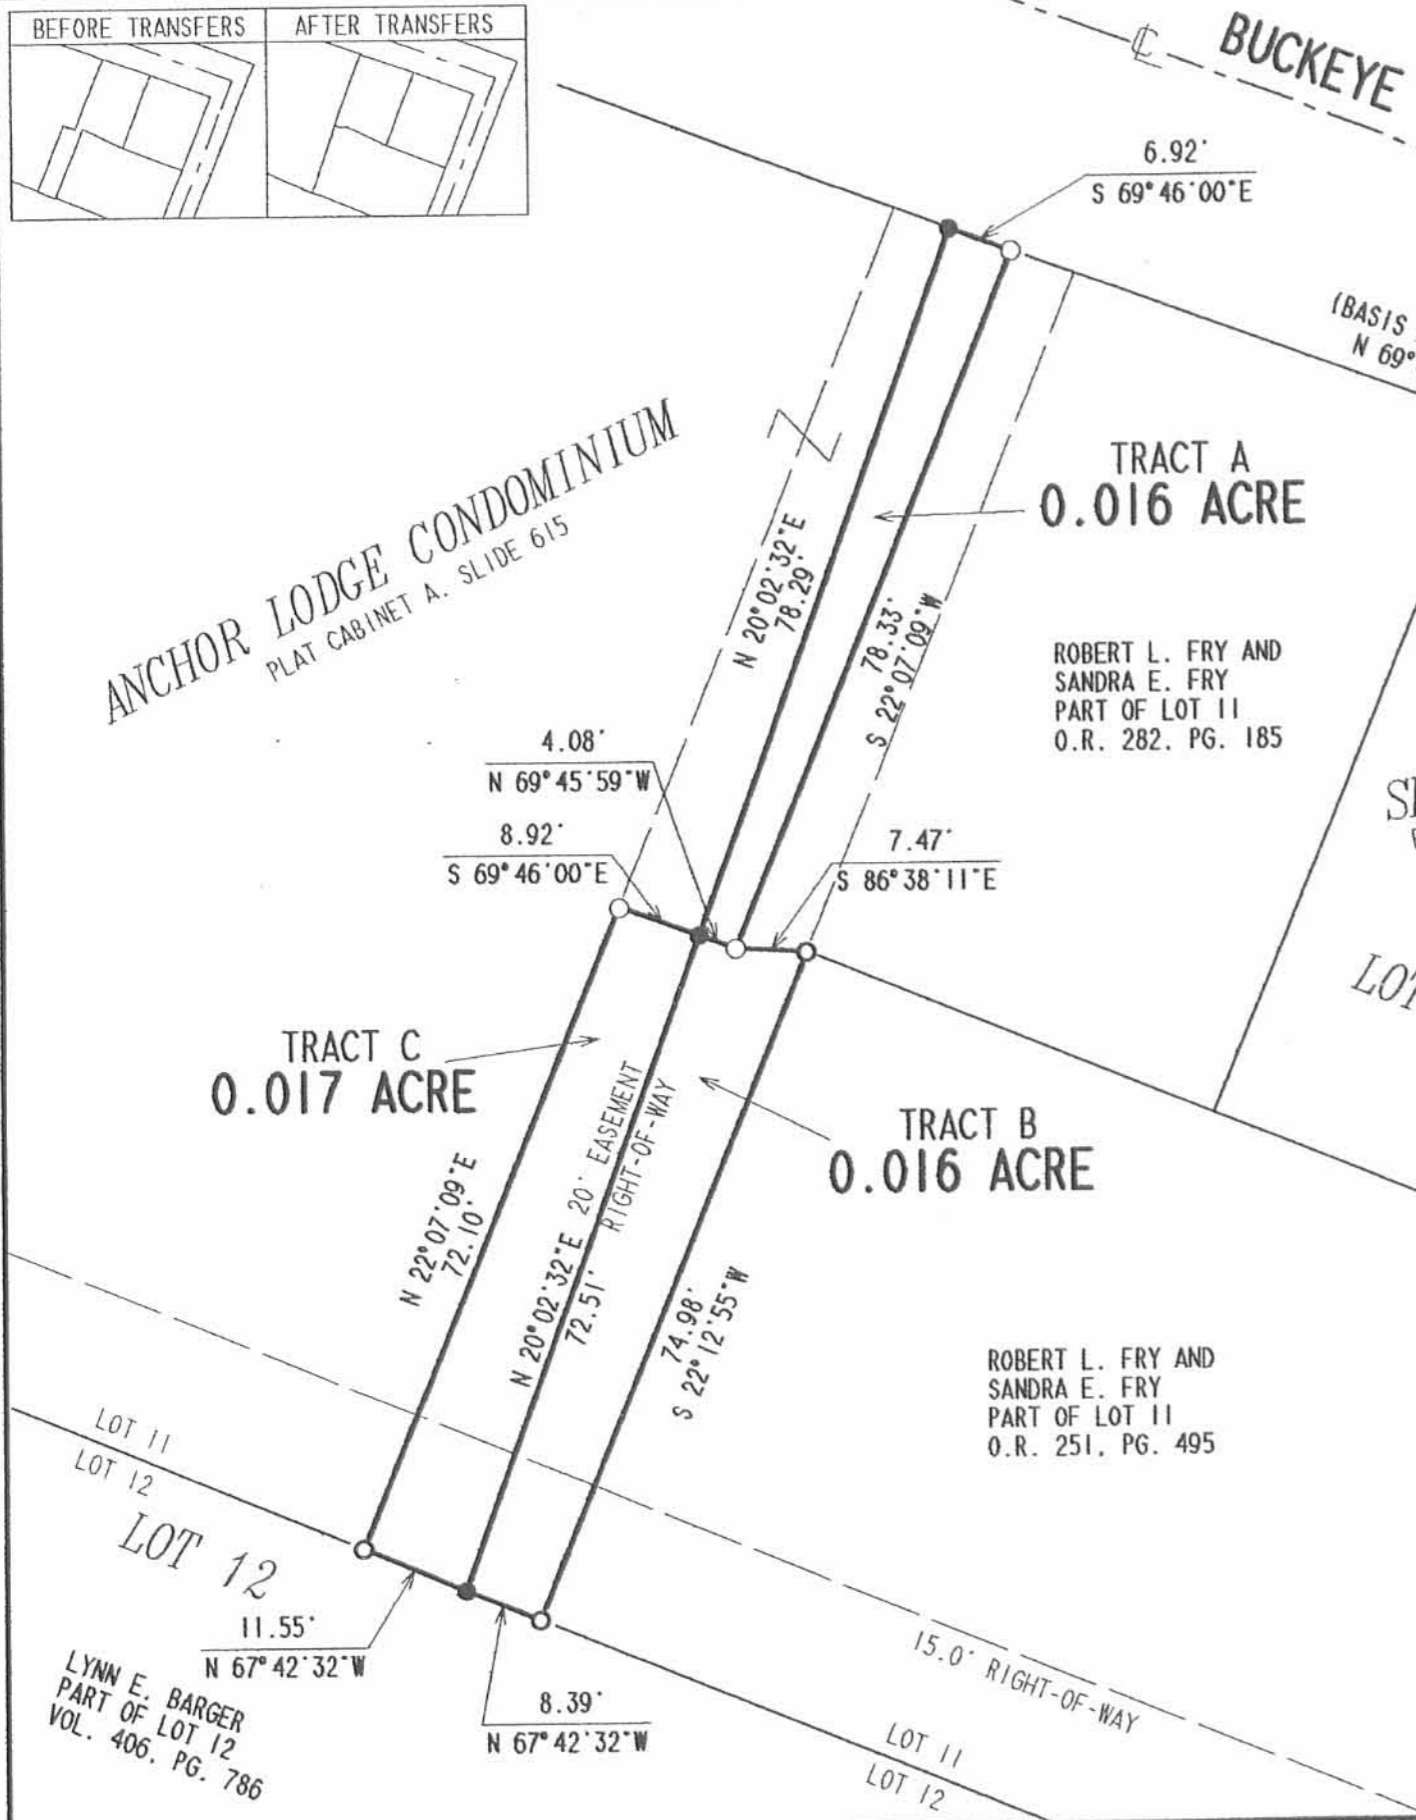 BEFORE TRANSFERS
AFTER TRANSFERS
℄
BUCKEYE
6.92'
S 69°46'00"E
(BASIS
N 69°
ANCHOR LODGE CONDOMINIUM
PLAT CABINET A. SLIDE 615
TRACT A
0.016 ACRE
N 20°02'32"E
78.29'
78.33'
S 22°07'09"W
ROBERT L. FRY AND
SANDRA E. FRY
PART OF LOT 11
O.R. 282. PG. 185
4.08'
N 69°45'59"W
8.92'
S 69°46'00"E
7.47'
S 86°38'11"E
LOT
TRACT C
0.017 ACRE
20' EASEMENT
RIGHT-OF-WAY
TRACT B
0.016 ACRE
N 22°07'09"E
72.10'
N 20°02'32"E
72.51'
74.98'
S 22°12'55"W
ROBERT L. FRY AND
SANDRA E. FRY
PART OF LOT 11
O.R. 251. PG. 495
LOT 11
LOT 12
LOT 12
11.55'
N 67°42'32"W
LYNN E. BARGER
PART OF LOT 12
VOL. 406. PG. 786
8.39'
N 67°42'32"W
15.0' RIGHT-OF-WAY
LOT 11
LOT 12